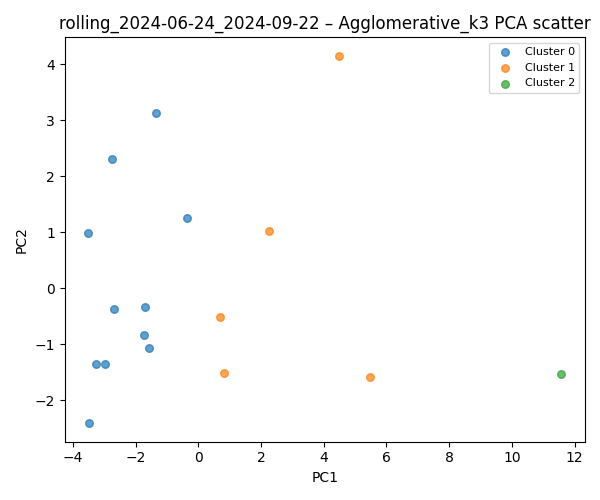 rolling_2024-06-24_2024-09-22 – Agglomerative_k3 PCA scatter
Cluster 0
Cluster 1
Cluster 2
PC2
4
3
2
1
0
−1
−2
−4
−2
0
2
4
6
8
10
12
PC1